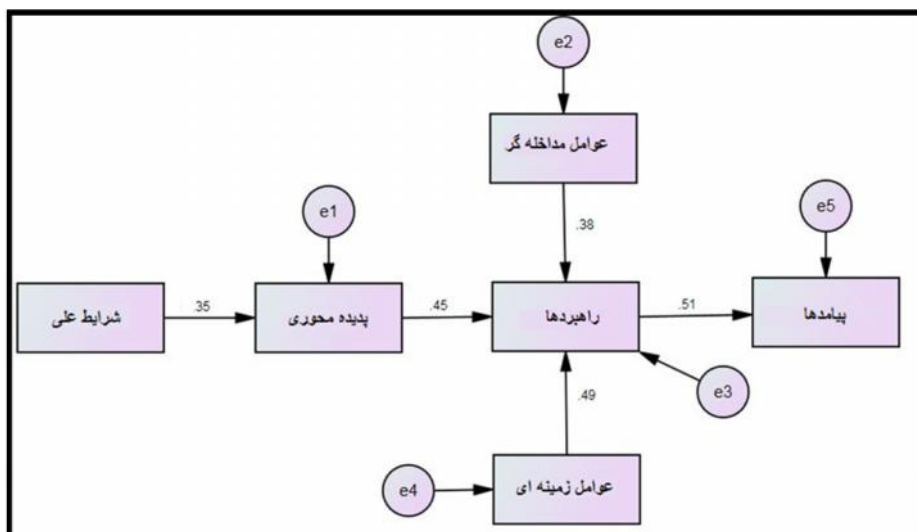 e2
عوامل مداخله گر
e1
e5
.38
شرایط علی
.35
پدیده محوری
.45
راهبردها
.51
پیامدها
e3
.49
e4
عوامل زمینه ای